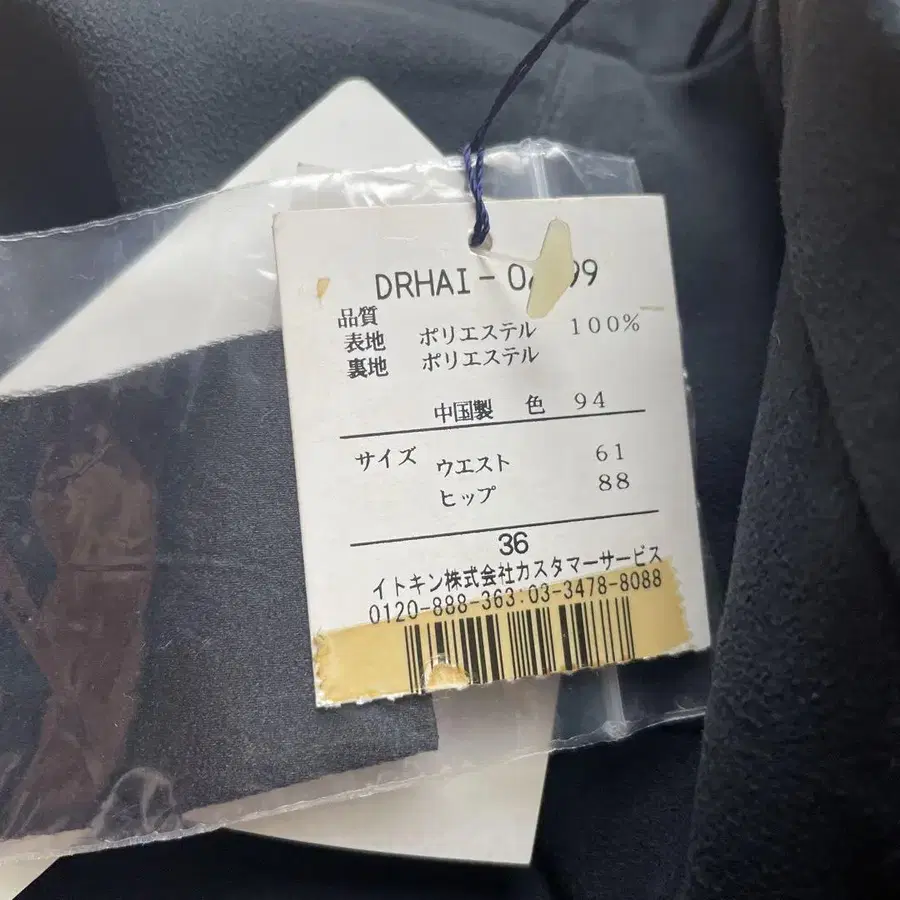 DRHAI-0
99
品質
表地 ポリエステル 100%
裏地 ポリエステル
中国製 色 94
サイズ ウエスト 61
ヒップ 88
36
イトキン株式会社カスタマーサービス
0120-888-363:03-3478-8088